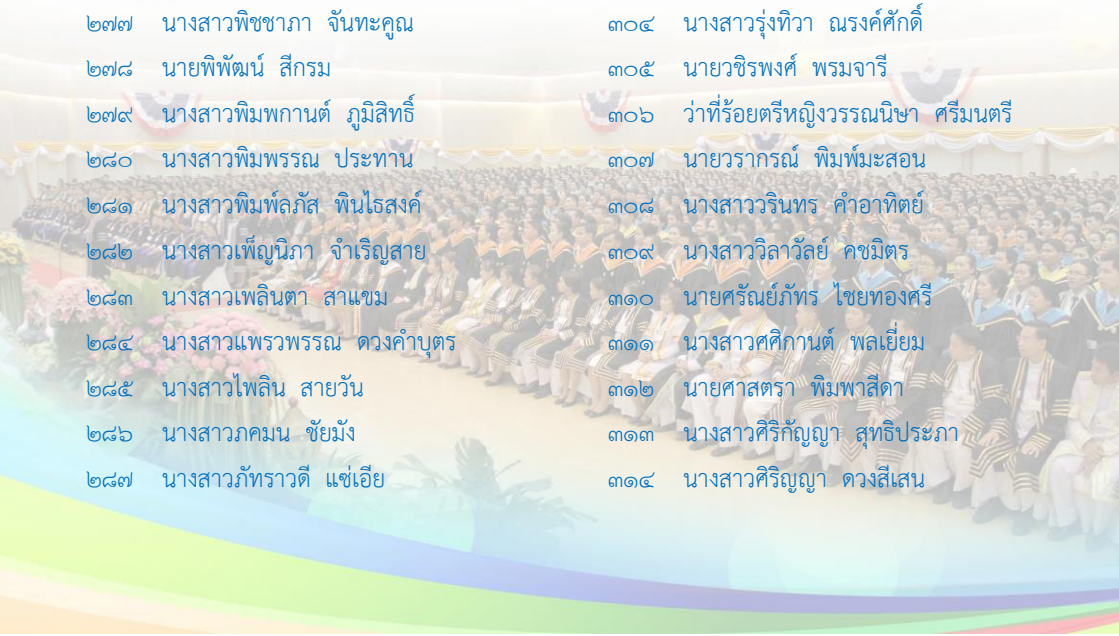 ๒๗๗ นางสาวพิชชาภา จันทะคูณ
๒๗๘ นายพิพัฒน์ สีกรม
๒๗๙ นางสาวพิมพกานต์ ภูมิสิทธิ์
๒๘๐ นางสาวพิมพรรณ ประทาน
๒๘๑ นางสาวพิมพ์ลภัส พินไธสงค์
๒๘๒ นางสาวเพ็ญนิภา จำเริญสาย
๒๘๓ นางสาวเพลินตา สาแขม
๒๘๔ นางสาวแพรวพรรณ ดวงคำบุตร
๒๘๕ นางสาวไพลิน สายวัน
๒๘๖ นางสาวภคมน ชัยมัง
๒๘๗ นางสาวภัทราวดี แซ่เอีย
๓๐๔ นางสาวรุ่งทิวา ณรงค์ศักดิ์
๓๐๕ นายวชิรพงศ์ พรมจารี
๓๐๖ ว่าที่ร้อยตรีหญิงวรรณนิษา ศรีมนตรี
๓๐๗ นายวรากรณ์ พิมพ์มะสอน
๓๐๘ นางสาววรินทร คำอาทิตย์
๓๐๙ นางสาววิลาวัลย์ คชมิตร
๓๑๐ นายศรัณย์ภัทร ไชยทองศรี
๓๑๑ นางสาวศศิกานต์ พลเยี่ยม
๓๑๒ นายศาสตรา พิมพาสีดา
๓๑๓ นางสาวศิริกัญญา สุทธิประภา
๓๑๔ นางสาวศิริญญา ดวงสีเสน